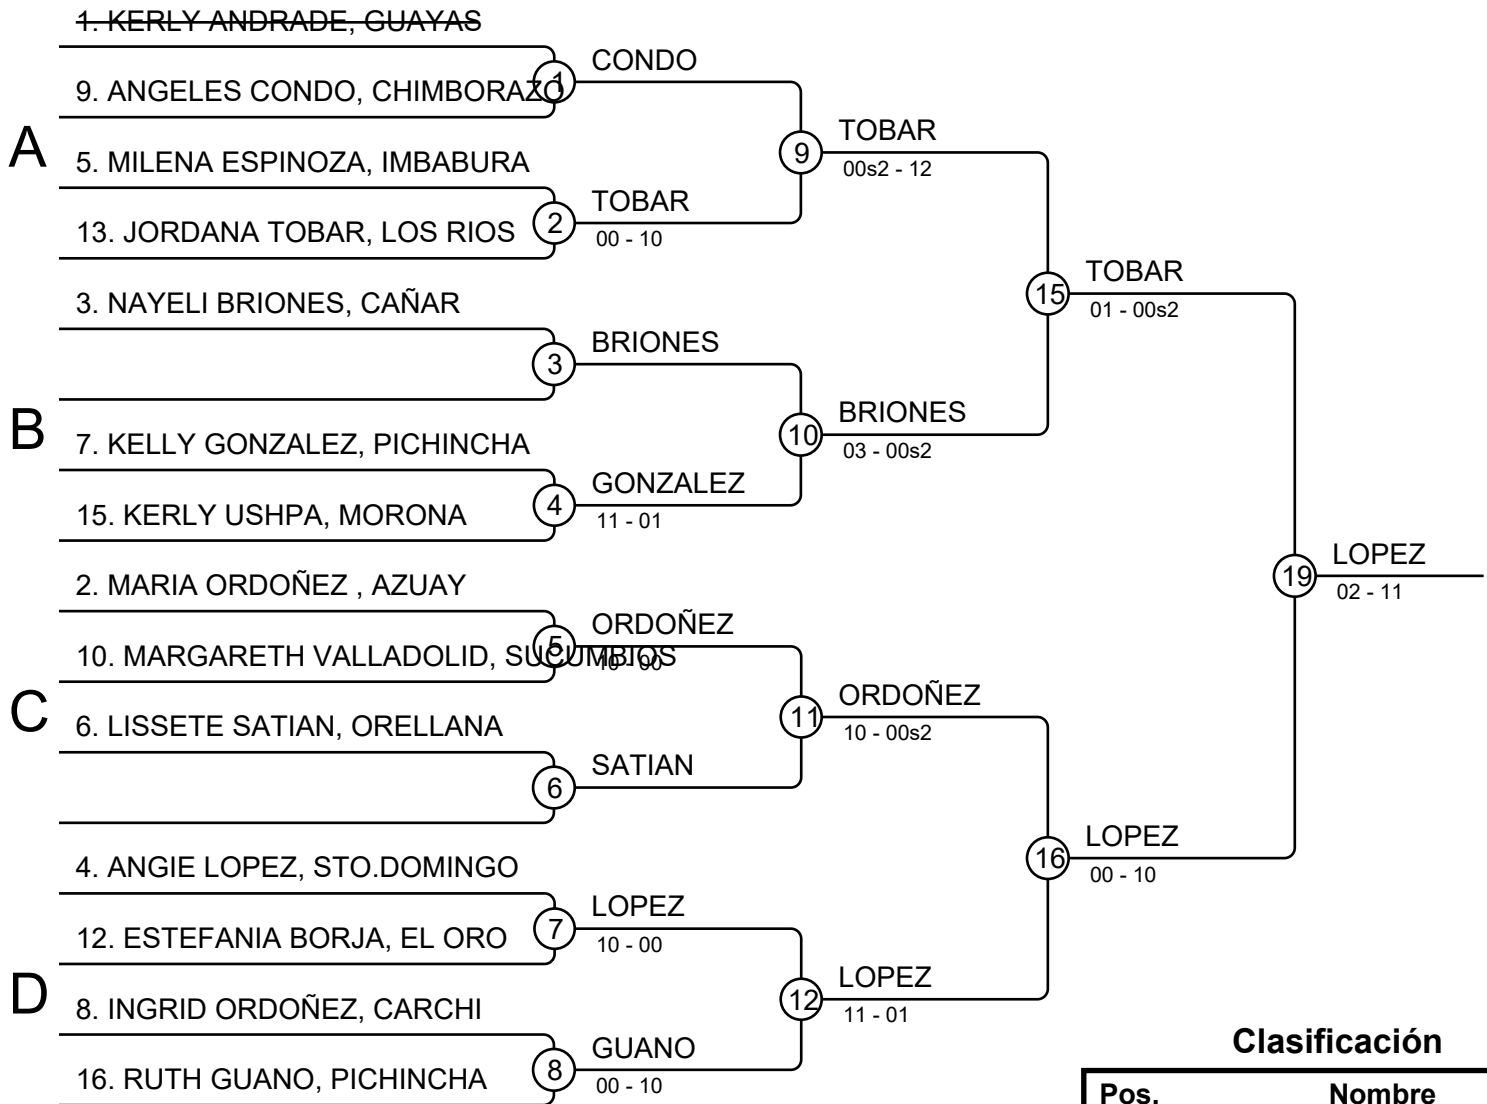 1. KERLY ANDRADE, GUAYAS
9. ANGELES CONDO, CHIMBORAZO
A
5. MILENA ESPINOZA, IMBABURA
13. JORDANA TOBAR, LOS RIOS
3. NAYELI BRIONES, CAÑAR
B
7. KELLY GONZALEZ, PICHINCHA
15. KERLY USHPA, MORONA
2. MARIA ORDOÑEZ , AZUAY
10. MARGARETH VALLADOLID, SUCUMBIOS
C
6. LISSETE SATIAN, ORELLANA
4. ANGIE LOPEZ, STO.DOMINGO
12. ESTEFANIA BORJA, EL ORO
D
8. INGRID ORDOÑEZ, CARCHI
16. RUTH GUANO, PICHINCHA
1
CONDO
2
TOBAR
00 - 10
3
BRIONES
4
GONZALEZ
11 - 01
5
ORDOÑEZ
10 - 00
6
SATIAN
7
LOPEZ
10 - 00
8
GUANO
00 - 10
9
TOBAR
00s2 - 12
10
BRIONES
03 - 00s2
11
ORDOÑEZ
10 - 00s2
12
LOPEZ
11 - 01
15
TOBAR
01 - 00s2
16
LOPEZ
00 - 10
19
LOPEZ
02 - 11
Clasificación
Pos. Nombre